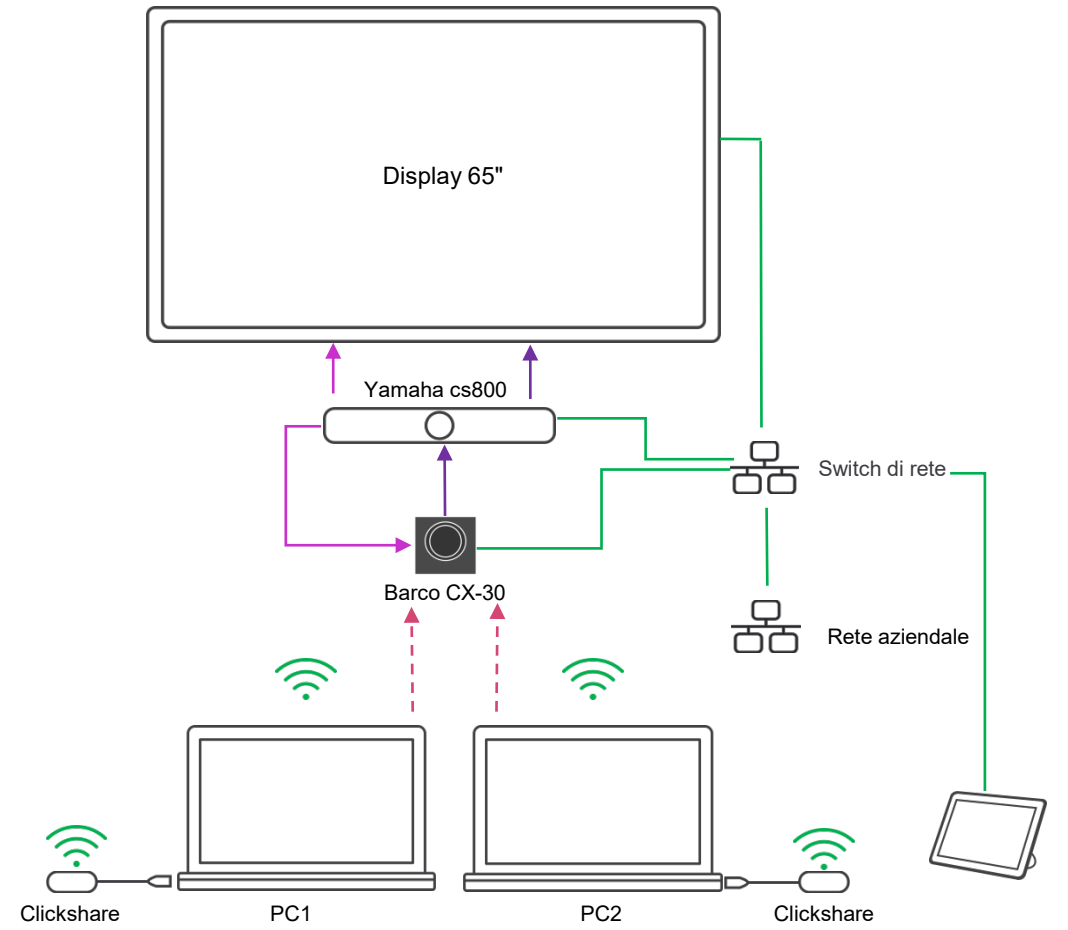 Display 65"
Yamaha cs800
Switch di rete
Barco CX-30
Rete aziendale
Clickshare
PC1
PC2
Clickshare